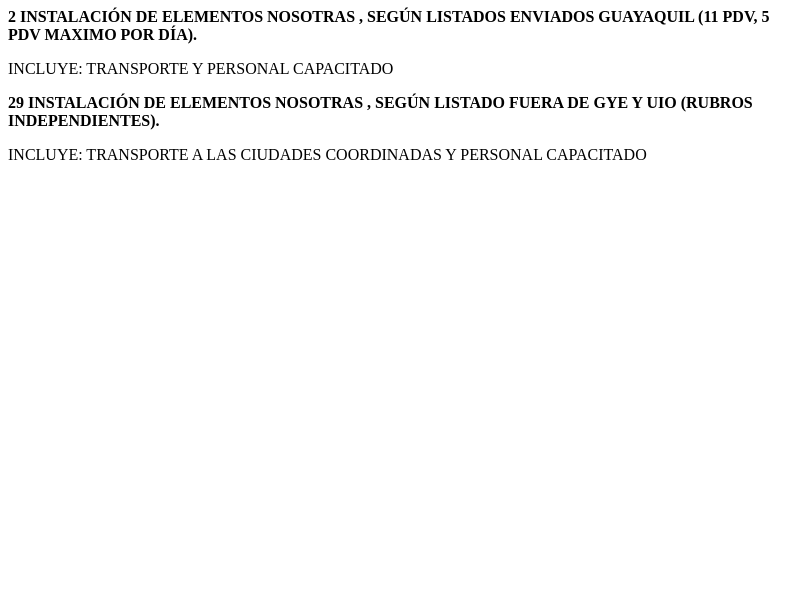 2 INSTALACIÓN DE ELEMENTOS NOSOTRAS , SEGÚN LISTADOS ENVIADOS GUAYAQUIL (11 PDV, 5
PDV MAXIMO POR DÍA).
INCLUYE: TRANSPORTE Y PERSONAL CAPACITADO
29 INSTALACIÓN DE ELEMENTOS NOSOTRAS , SEGÚN LISTADO FUERA DE GYE Y UIO (RUBROS
INDEPENDIENTES).
INCLUYE: TRANSPORTE A LAS CIUDADES COORDINADAS Y PERSONAL CAPACITADO